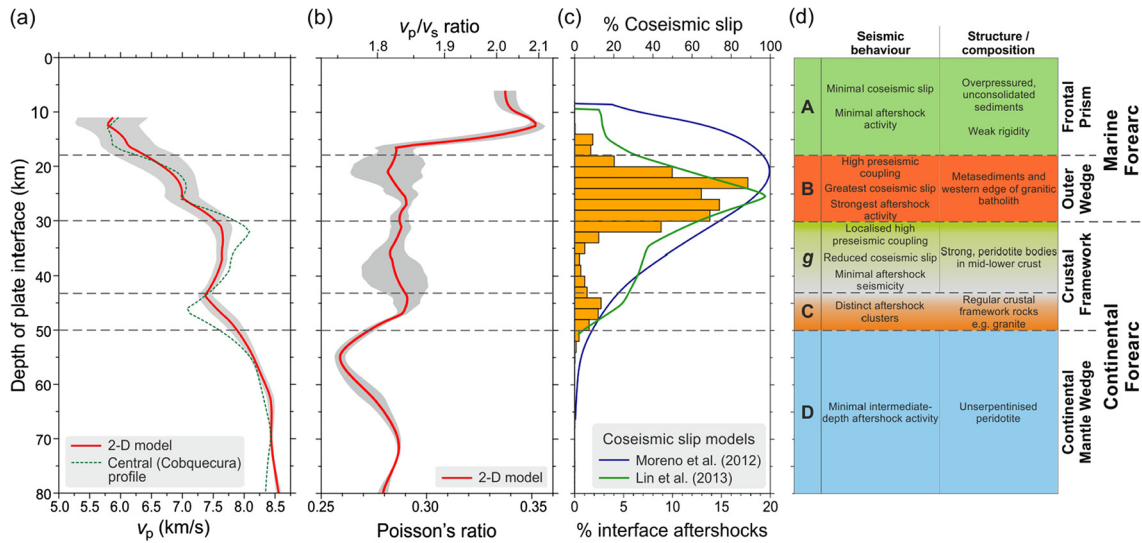 (a)
(b)
(c)
(d)
vp/vs ratio
1.8
1.9
2.0
2.1
% Coseismic slip
0
20
40
60
80
100
Seismic
behaviour
Structure /
composition
Depth of plate interface (km)
0
10
20
30
40
50
60
70
80
2-D model
Central (Cobquecura)
profile
5.0
5.5
6.0
6.5
7.0
7.5
8.0
8.5
vp (km/s)
2-D model
0.25
0.30
0.35
Poisson's ratio
Coseismic slip models
Moreno et al. (2012)
Lin et al. (2013)
0
5
10
15
20
% interface aftershocks
A
Minimal coseismic slip
Minimal aftershock
activity
Overpressured,
unconsolidated
sediments
Weak rigidity
Frontal
Prism
B
High preseismic
coupling
Greatest coseismic slip
Strongest aftershock
activity
Metasediments and
western edge of granitic
batholith
Outer
Wedge
Marine
Forearc
g
Localised high
preseismic coupling
Reduced coseismic slip
Minimal aftershock
seismicity
Strong, peridotite bodies
in mid-lower crust
Crustal
Framework
C
Distinct aftershock
clusters
Regular crustal
framework rocks
e.g. granite
D
Minimal intermediate-
depth aftershock activity
Unserpentinised
peridotite
Continental
Mantle Wedge
Continental
Forearc